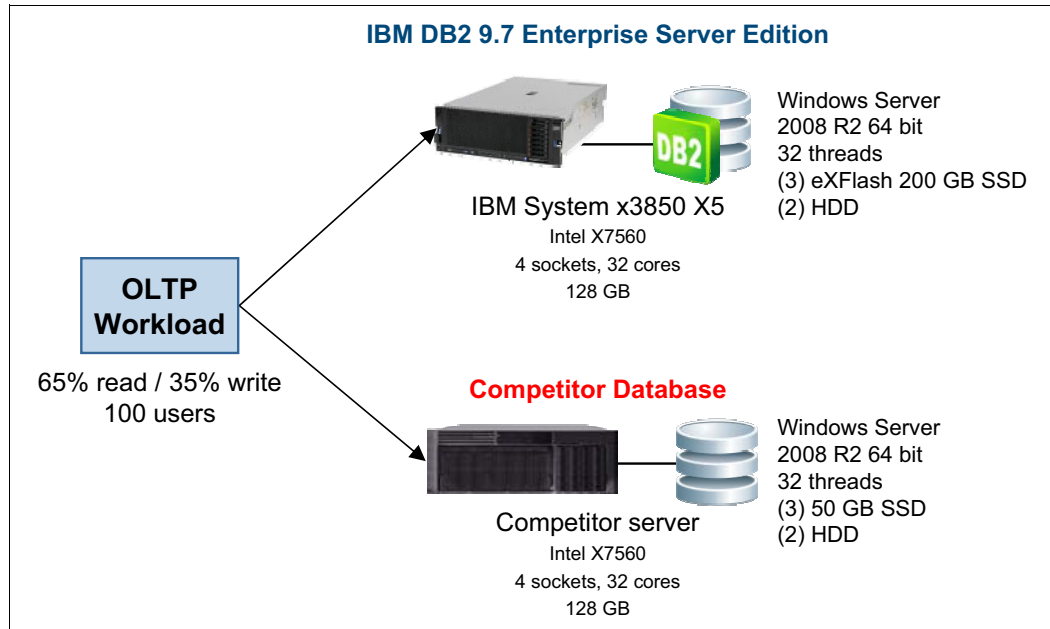 IBM DB2 9.7 Enterprise Server Edition
Windows Server
2008 R2 64 bit
32 threads
(3) eXFlash 200 GB SSD
(2) HDD
DB2
IBM System x3850 X5
Intel X7560
4 sockets, 32 cores
128 GB
OLTP
Workload
65% read / 35% write
100 users
Competitor Database
Windows Server
2008 R2 64 bit
32 threads
(3) 50 GB SSD
(2) HDD
Competitor server
Intel X7560
4 sockets, 32 cores
128 GB